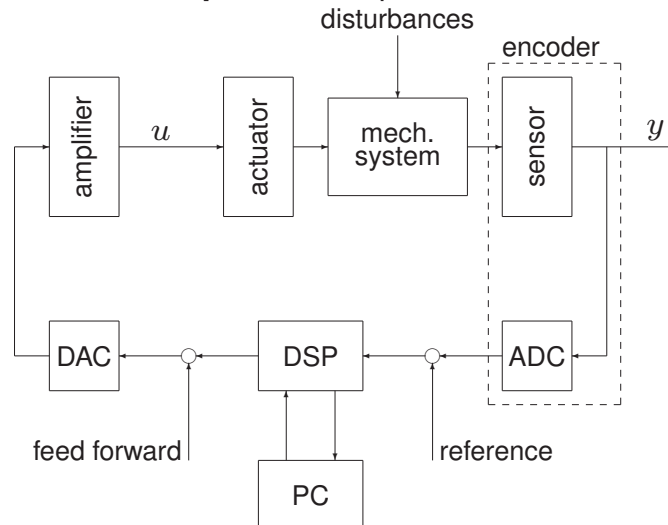 disturbances
encoder
amplifier
u
actuator
mech.
system
sensor
y
DAC
DSP
ADC
feed forward
reference
PC